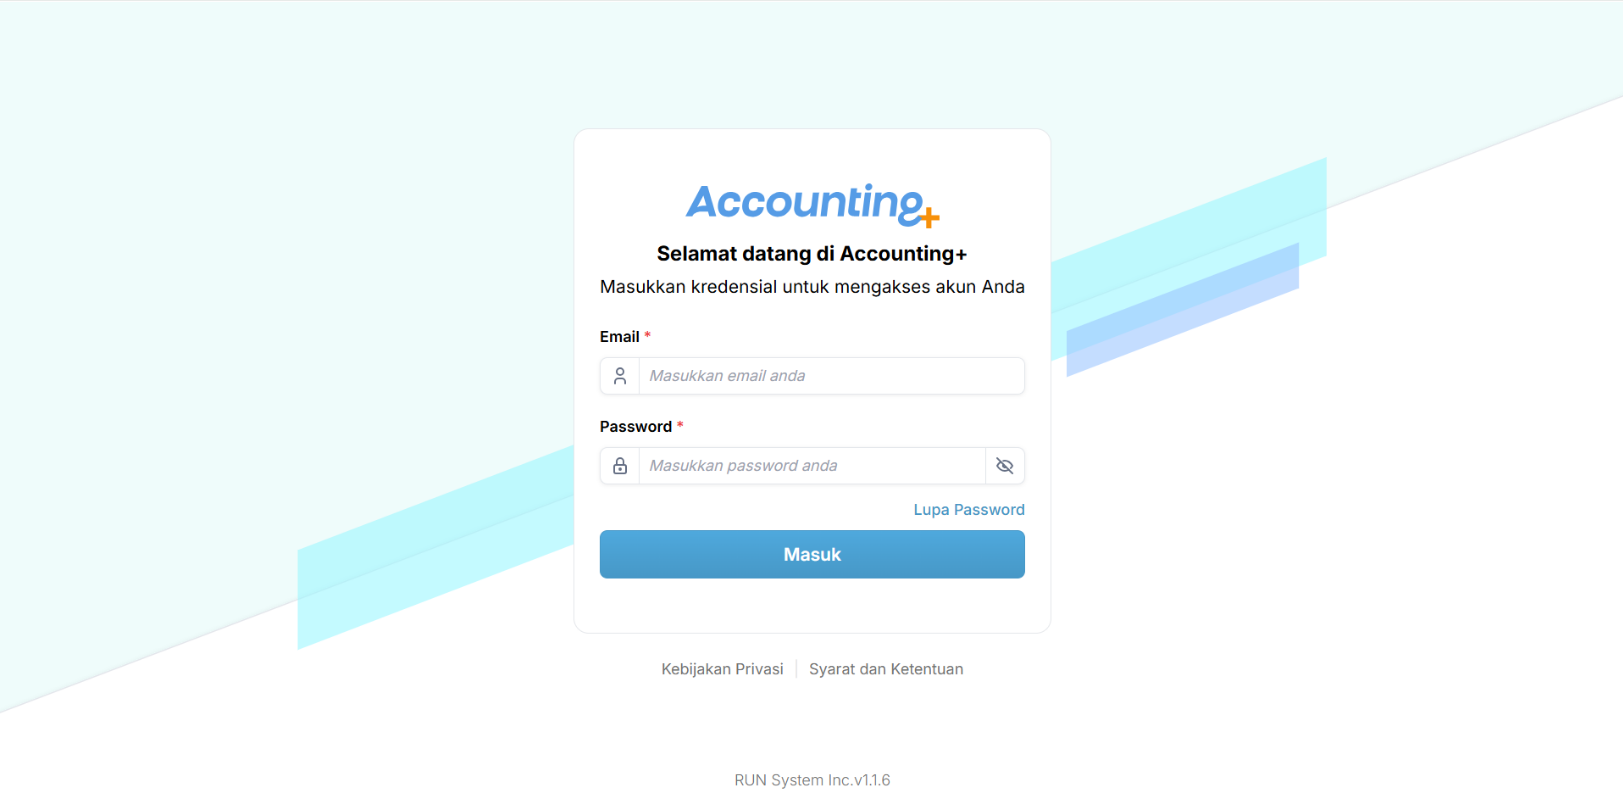 Accounting+
Selamat datang di Accounting+
Masukkan kredensial untuk mengakses akun Anda
Email *
Masukkan email anda
Password *
Masukkan password anda
Lupa Password
Masuk
Kebijakan Privasi
Syarat dan Ketentuan
RUN System Inc.v1.1.6